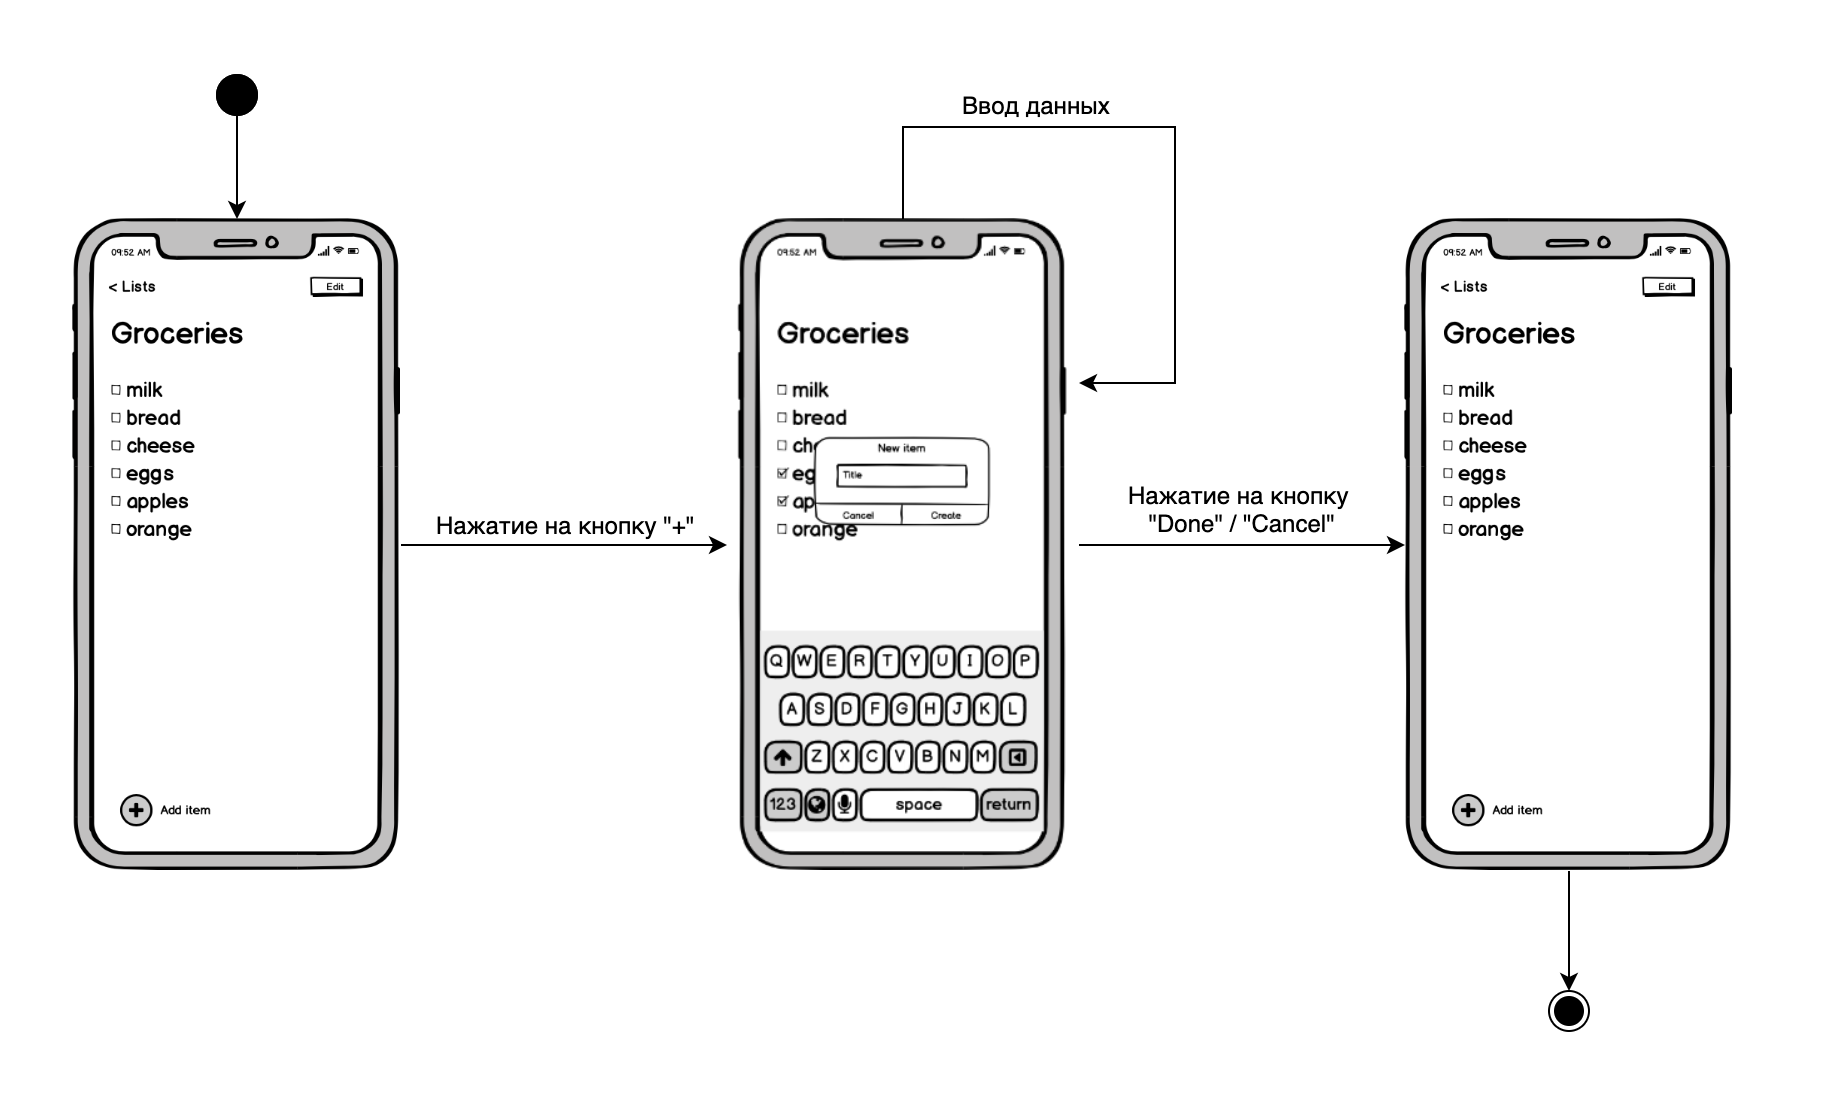 Ввод данных
09:52 AM
< Lists
Edit
Groceries
milk
bread
cheese
eggs
apples
orange
Add item
Нажатие на кнопку "+"
09:52 AM
Groceries
milk
bread
che
eg
ap
orange
New item
Title
Cancel
Create
Q W E R T Y U I O P
A S D F G H J K L
Z X C V B N M
123
space
return
Нажатие на кнопку
"Done" / "Cancel"
09:52 AM
< Lists
Edit
Groceries
milk
bread
cheese
eggs
apples
orange
Add item